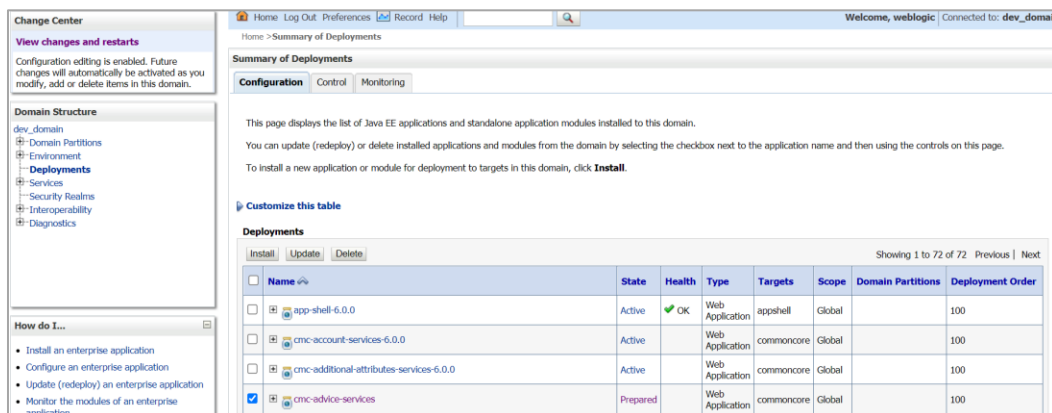 Change Center
View changes and restarts
Configuration editing is enabled. Future
changes will automatically be activated as you
modify, add or delete items in this domain.
Domain Structure
dev_domain
Domain Partitions
Environment
Deployments
Services
Security Realms
Interoperability
Diagnostics
How do I...
Install an enterprise application
Configure an enterprise application
Update (redeploy) an enterprise application
Monitor the modules of an enterprise
application
Home Log Out Preferences Record Help
Welcome, weblogic Connected to: dev_domai
Home >Summary of Deployments
Summary of Deployments
Configuration Control Monitoring
This page displays the list of Java EE applications and standalone application modules installed to this domain.
You can update (redeploy) or delete installed applications and modules from the domain by selecting the checkbox next to the application name and then using the controls on this page.
To install a new application or module for deployment to targets in this domain, click Install.
Customize this table
Deployments
Install Update Delete Showing 1 to 72 of 72 Previous | Next
Name State Health Type Targets Scope Domain Partitions Deployment Order
app-shell-6.0.0 Active OK Web Application appshell Global 100
cmc-account-services-6.0.0 Active Web Application commoncore Global 100
cmc-additional-attributes-services-6.0.0 Active Web Application commoncore Global 100
cmc-advice-services Prepared Web Application commoncore Global 100